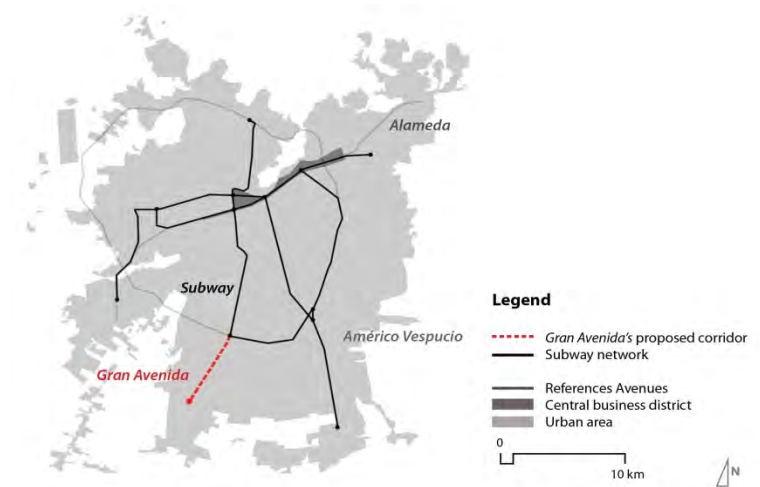 Alameda
Subway
Américo Vespucio
Gran Avenida
Legend
Gran Avenida's proposed corridor
Subway network
References Avenues
Central business district
Urban area
0
10 km
N